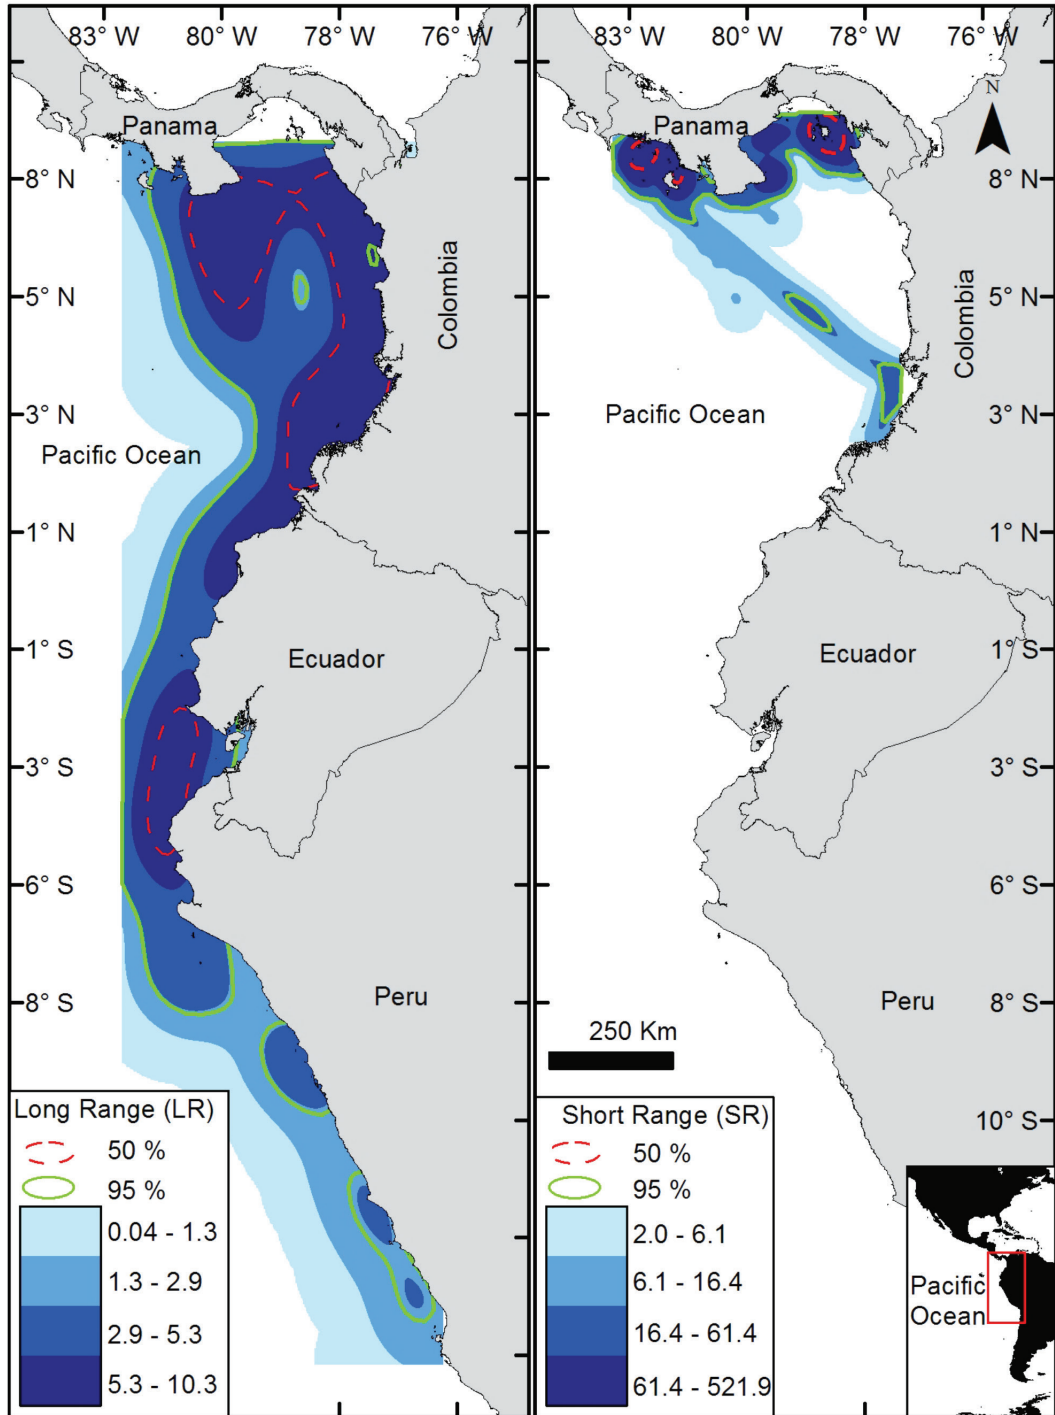 83° W 80° W 78° W 76° W
Panama
8° N
5° N
Colombia
3° N
Pacific Ocean
1° N
1° S
Ecuador
3° S
6° S
8° S
Peru
Long Range (LR)
50 %
95 %
0.04 - 1.3
1.3 - 2.9
2.9 - 5.3
5.3 - 10.3
83° W 80° W 78° W 76° W
N
Panama
8° N
5° N
Colombia
3° N
Pacific Ocean
1° N
1° S
Ecuador
3° S
6° S
8° S
Peru
250 Km
10° S
Short Range (SR)
50 %
95 %
2.0 - 6.1
6.1 - 16.4
16.4 - 61.4
61.4 - 521.9
Pacific
Ocean